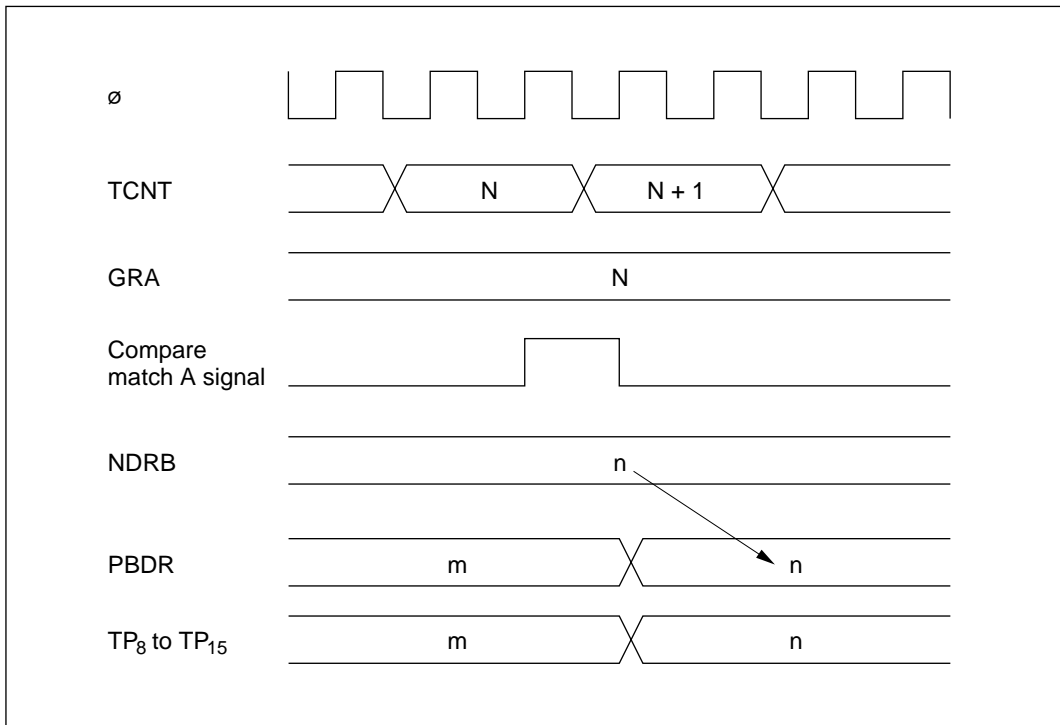 ø
TCNT N N + 1
GRA N
Compare
match A signal
NDRB n
PBDR m n
TP8 to TP15 m n